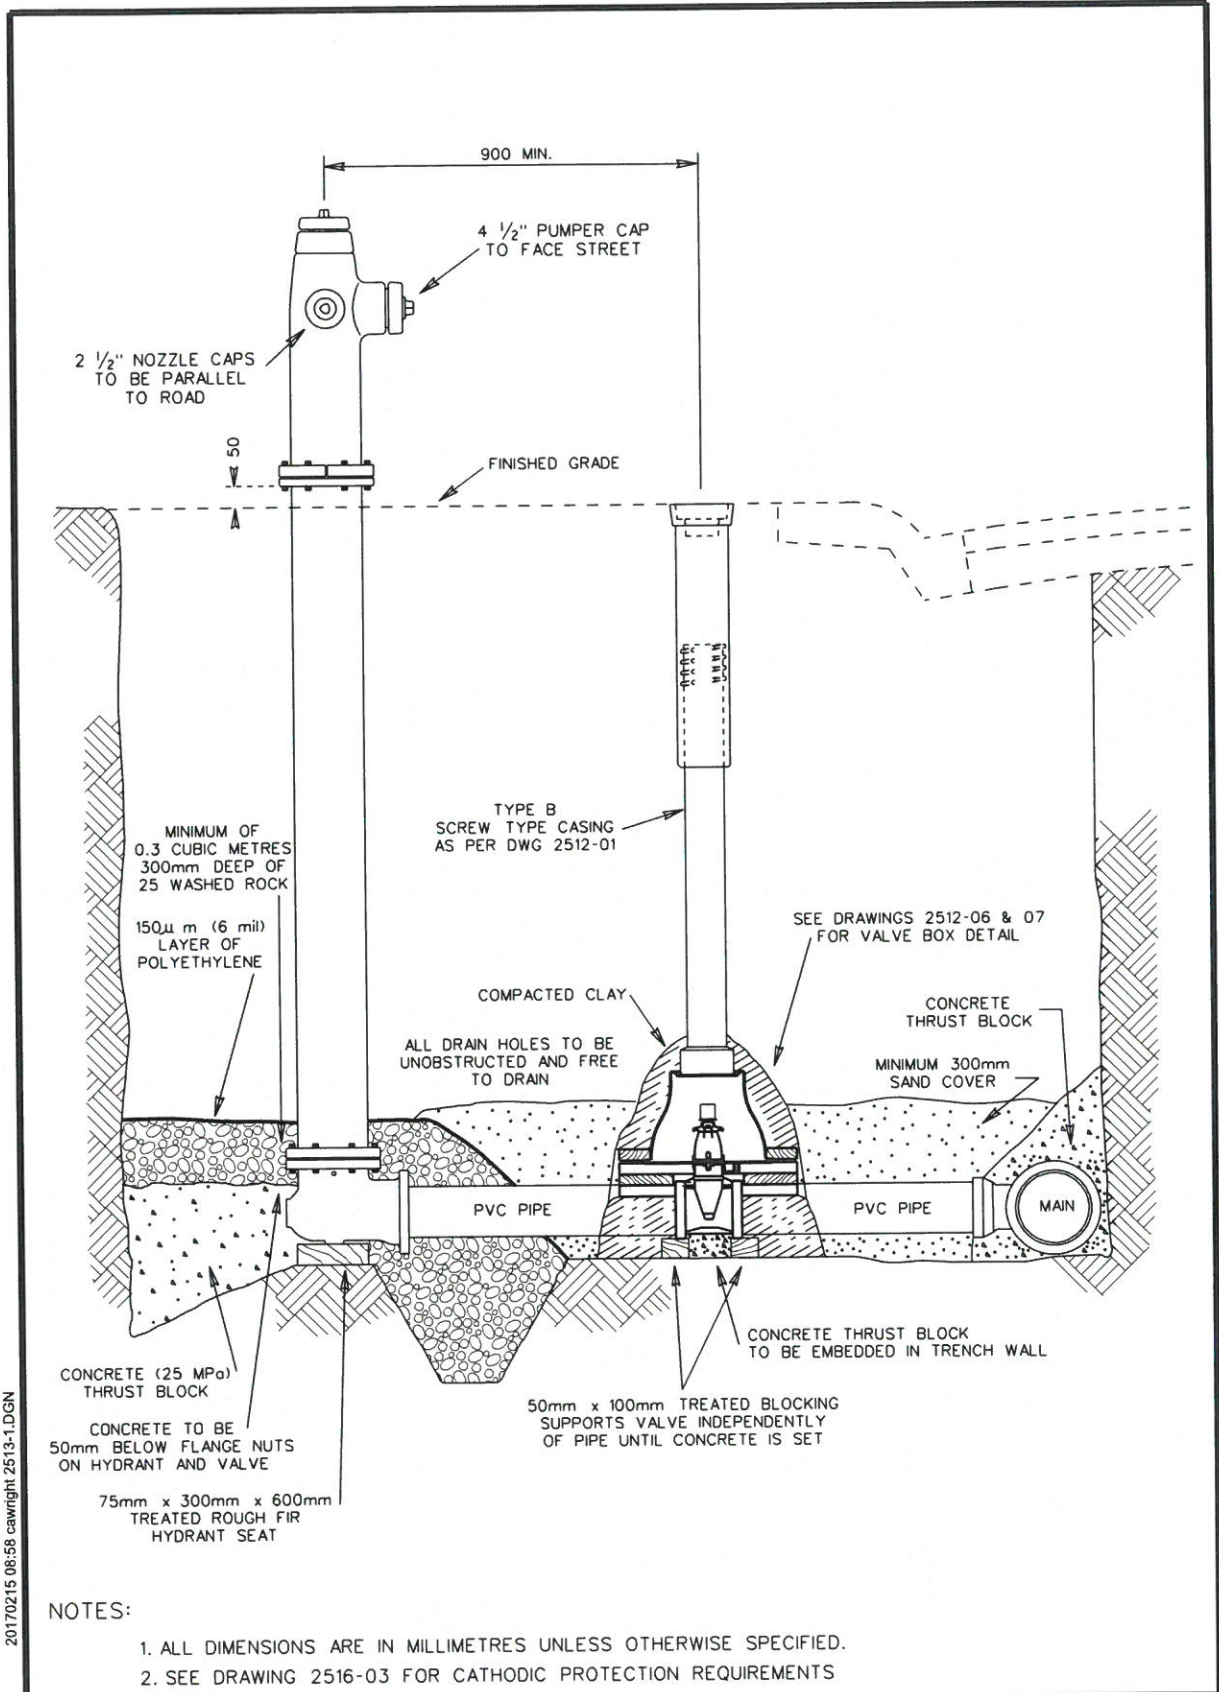 900 MIN.
4 1/2" PUMPER CAP
TO FACE STREET
2 1/2" NOZZLE CAPS
TO BE PARALLEL
TO ROAD
50
FINISHED GRADE
TYPE B
SCREW TYPE CASING
AS PER DWG 2512-01
MINIMUM OF
0.3 CUBIC METRES
300mm DEEP OF
25 WASHED ROCK
150µ m (6 mil)
LAYER OF
POLYETHYLENE
SEE DRAWINGS 2512-06 & 07
FOR VALVE BOX DETAIL
COMPACTED CLAY
CONCRETE
THRUST BLOCK
ALL DRAIN HOLES TO BE
UNOBSTRUCTED AND FREE
TO DRAIN
MINIMUM 300mm
SAND COVER
PVC PIPE
PVC PIPE
MAIN
CONCRETE THRUST BLOCK
TO BE EMBEDDED IN TRENCH WALL
CONCRETE (25 MPa)
THRUST BLOCK
50mm x 100mm TREATED BLOCKING
SUPPORTS VALVE INDEPENDENTLY
OF PIPE UNTIL CONCRETE IS SET
CONCRETE TO BE
50mm BELOW FLANGE NUTS
ON HYDRANT AND VALVE
75mm x 300mm x 600mm
TREATED ROUGH FIR
HYDRANT SEAT
20170215 08:58 cawright 2513-1.DGN
NOTES:
1. ALL DIMENSIONS ARE IN MILLIMETRES UNLESS OTHERWISE SPECIFIED.
2. SEE DRAWING 2516-03 FOR CATHODIC PROTECTION REQUIREMENTS